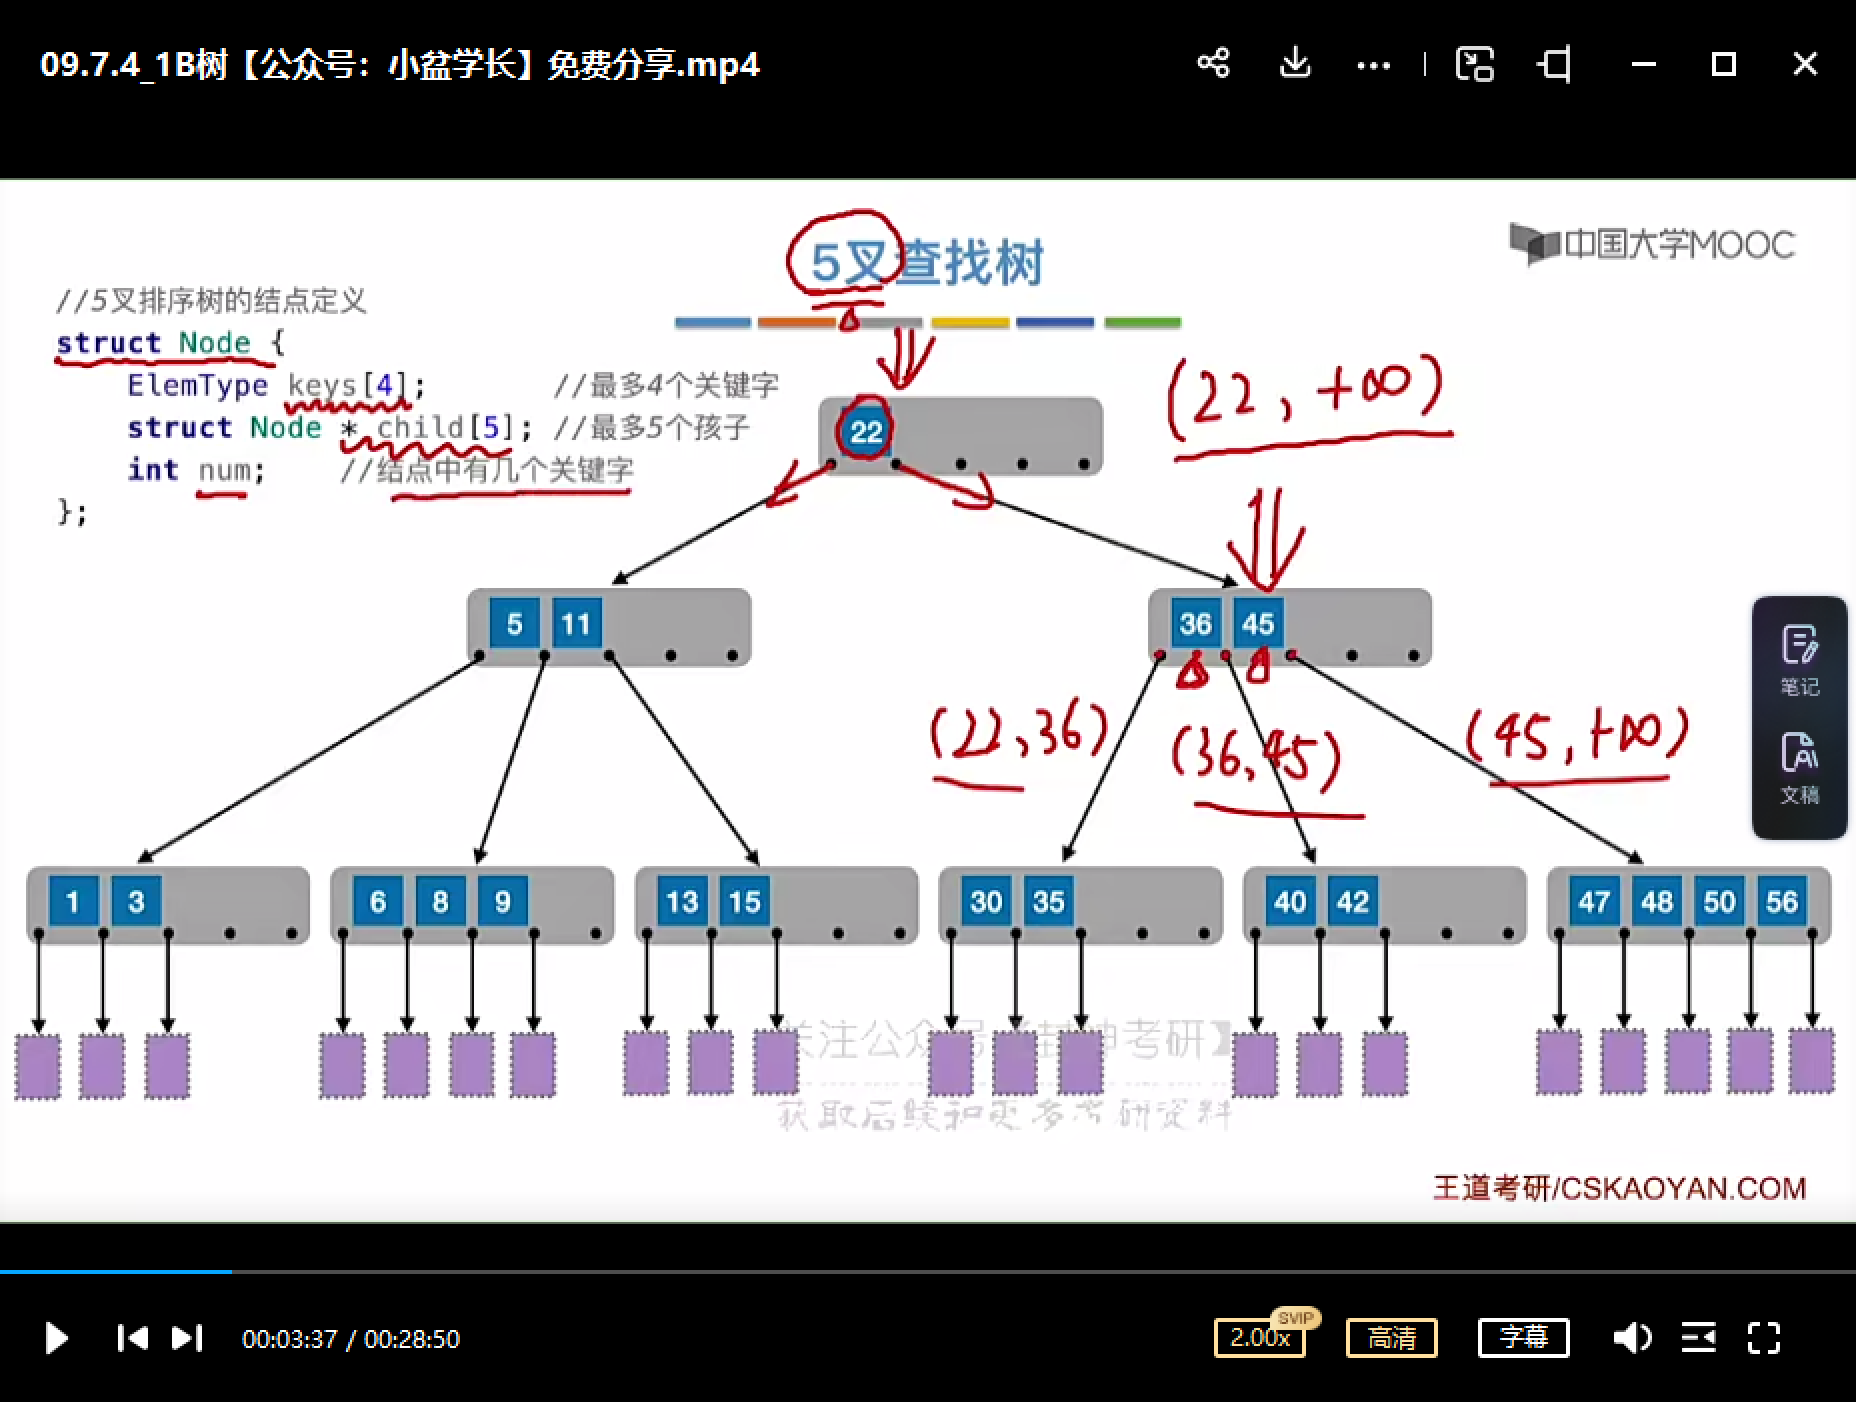 09.7.4_1B树【公众号：小盆学长】免费分享.mp4
5叉查找树
中国大学MOOC
//5叉排序树的结点定义
struct Node {
ElemType keys[4]; //最多4个关键字
struct Node * child[5]; //最多5个孩子
int num; //结点中有几个关键字
};
(22, +∞)
22
5 11
36 45
(22,36)
(36,45)
(45,+∞)
笔记
文稿
1 3
6 8 9
13 15
30 35
40 42
47 48 50 56
关注公众号【封神考研】
获取后续和更多考研资料
王道考研/CSKAOYAN.COM
00:03:37 / 00:28:50
SVIP
2.00x
高清
字幕